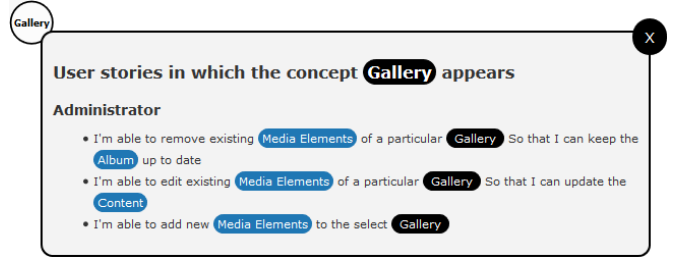 Gallery
X
User stories in which the concept Gallery appears
Administrator
• I'm able to remove existing Media Elements of a particular Gallery So that I can keep the
Album up to date
• I'm able to edit existing Media Elements of a particular Gallery So that I can update the
Content
• I'm able to add new Media Elements to the select Gallery